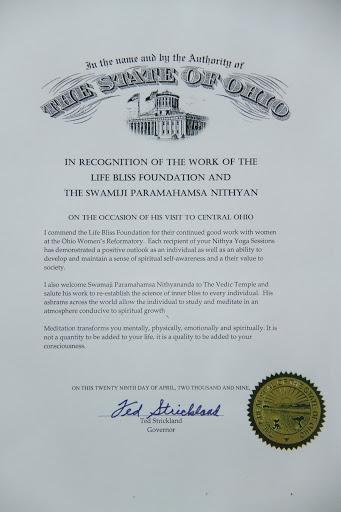 In the name and by the Authority of
THE STATE OF OHIO
IN RECOGNITION OF THE WORK OF THE
LIFE BLISS FOUNDATION AND
THE SWAMIJI PARAMAHAMSA NITHYAN
ON THE OCCASION OF HIS VISIT TO CENTRAL OHIO
I commend the Life Bliss Foundation for their continued good work with women
at the Ohio Women's Reformatory. Each recipient of your Nithya Yoga Sessions
has demonstrated a positive outlook as an individual as well as an ability to
develop and maintain a sense of spiritual self-awareness and a their value to
society.
I also welcome Swamaji Paramahamsa Nithyananda to The Vedic Temple and
salute his work to re-establish the science of inner bliss to every individual. His
ashrams across the world allow the individual to study and meditate in an
atmosphere conducive to spiritual growth
Meditation transforms you mentally, physically, emotionally and spiritually. It is
not a quantity to be added to your life, it is a quality to be added to your
consciousness.
ON THIS TWENTY NINTH DAY OF APRIL, TWO THOUSAND AND NINE,
Ted Strickland
Ted Strickland
Governor